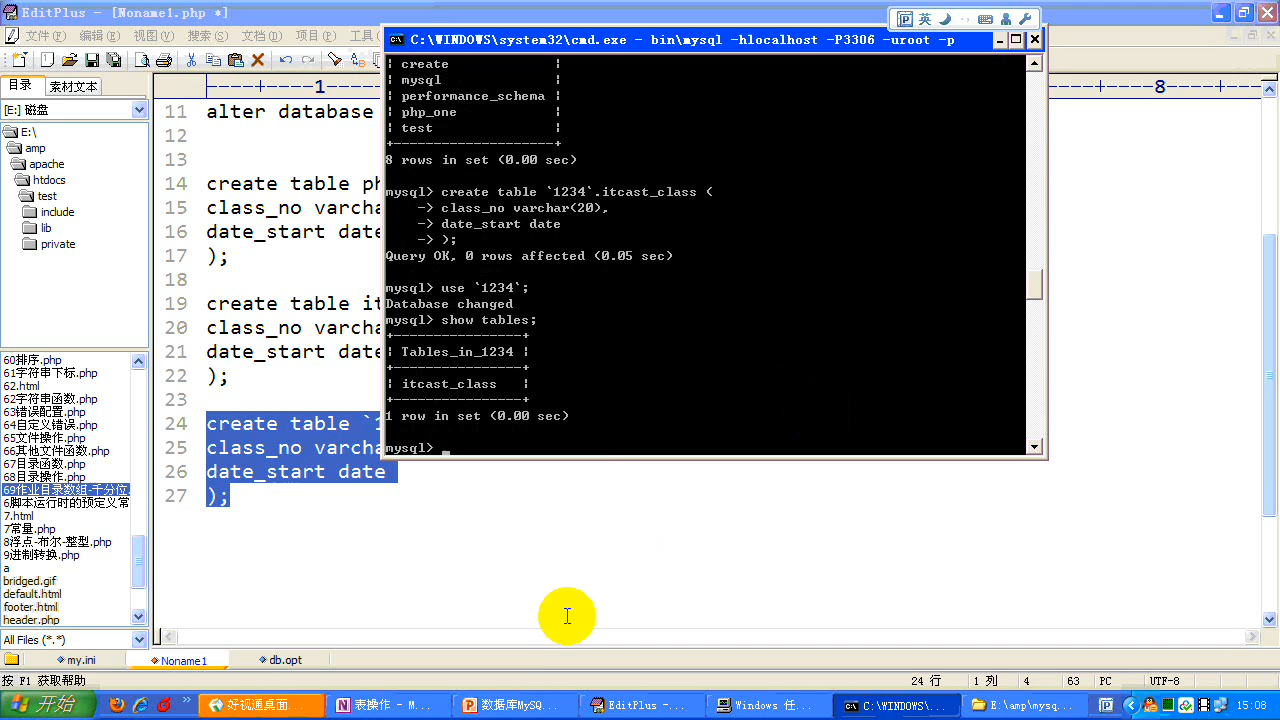 EditPlus - [Noname1.php *]
英
文件(F) 编辑(E) 视图(V) 搜索(S) 文档(D) 项目(P)
C:\WINDOWS\system32\cmd.exe - bin\mysql -hlocalhost -P3306 -uroot -p
目录 素材文本
----+----1
--+----8
[E:] 磁盘
E:\
amp
apache
htdocs
test
include
lib
private
60排序.php
61字符串下标.php
62.html
62字符串函数.php
63错误配置.php
64自定义错误.php
65文件操作.php
66其他文件函数.php
67目录函数.php
68目录操作.php
69作业目录数组-千分位
6脚本运行时的预定义常
7.html
7常量.php
8浮点-布尔-整型.php
9进制转换.php
a
bridged.gif
default.html
footer.html
header.php
All Files (*.*)
11 alter database
12
13
14 create table ph
15 class_no varcha
16 date_start date
17 );
18
19 create table it
20 class_no varcha
21 date_start date
22 );
23
24 create table `1
25 class_no varcha
26 date_start date
27 );
| create |
| mysql |
| performance_schema |
| php_one |
| test |
+--------------------+
8 rows in set (0.00 sec)
mysql> create table `1234`.itcast_class (
-> class_no varchar(20),
-> date_start date
-> );
Query OK, 0 rows affected (0.05 sec)
mysql> use `1234`;
Database changed
mysql> show tables;
+----------------+
| Tables_in_1234 |
+----------------+
| itcast_class |
+----------------+
1 row in set (0.00 sec)
mysql> _
my.ini Noname1 db.opt
按 F1 获取帮助 24 行 1 列 4 63 PC UTF-8
开始 好视通桌面... 表操作 - M... 数据库MySQ... EditPlus -... Windows 任... C:\WINDOWS\... E:\amp\mysq... 15:08